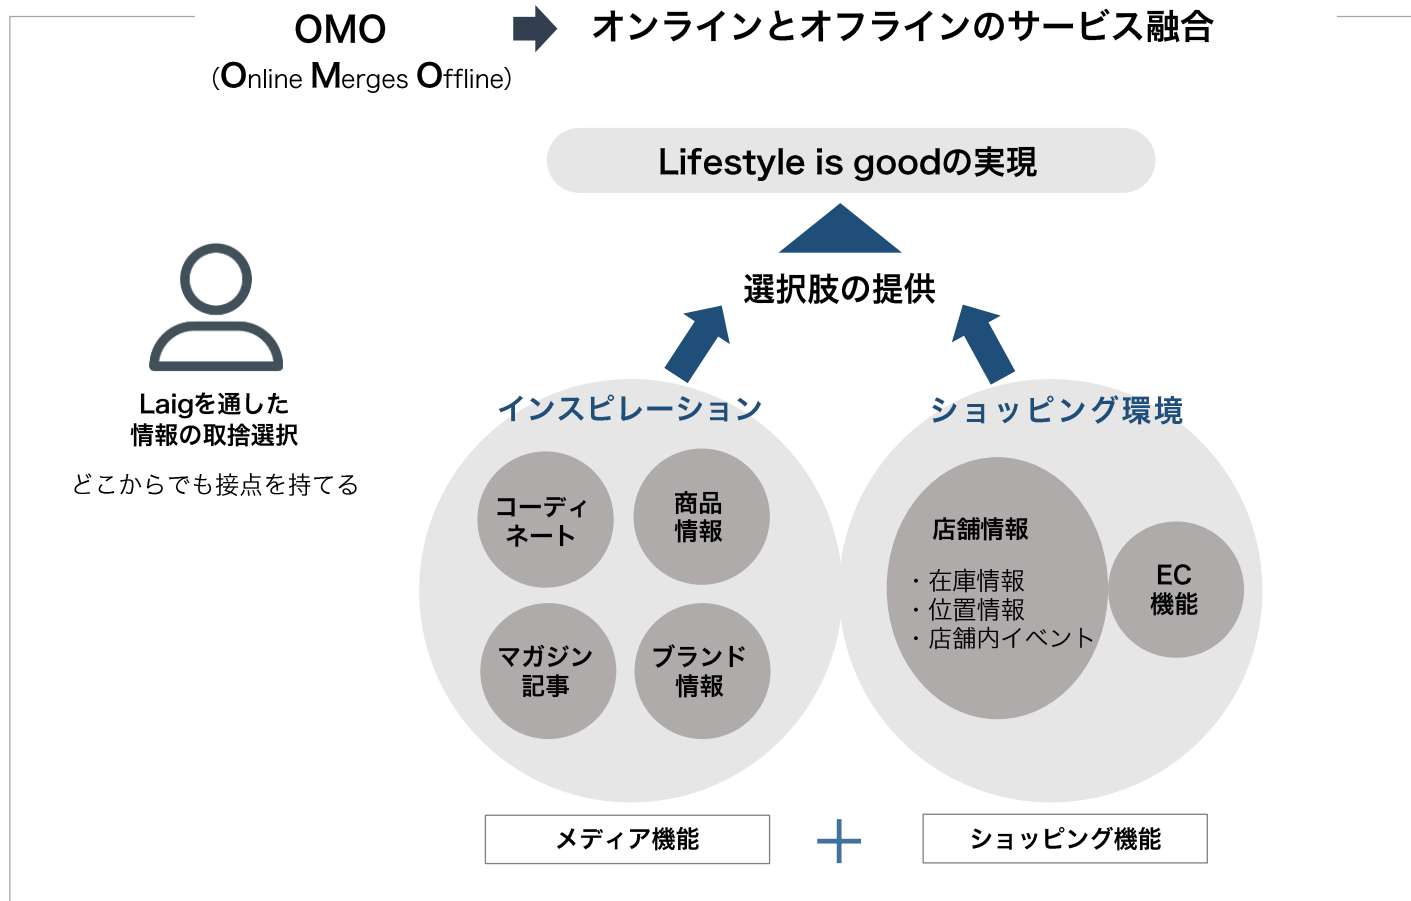 OMO
オンラインとオフラインのサービス融合
（Online Merges Offline）
Lifestyle is goodの実現
選択肢の提供
Laigを通した
情報の取捨選択
どこからでも接点を持てる
インスピレーション
コーディ
ネート
商品
情報
マガジン
記事
ブランド
情報
ショッピング環境
店舗情報
・在庫情報
・位置情報
・店舗内イベント
EC
機能
メディア機能
＋
ショッピング機能